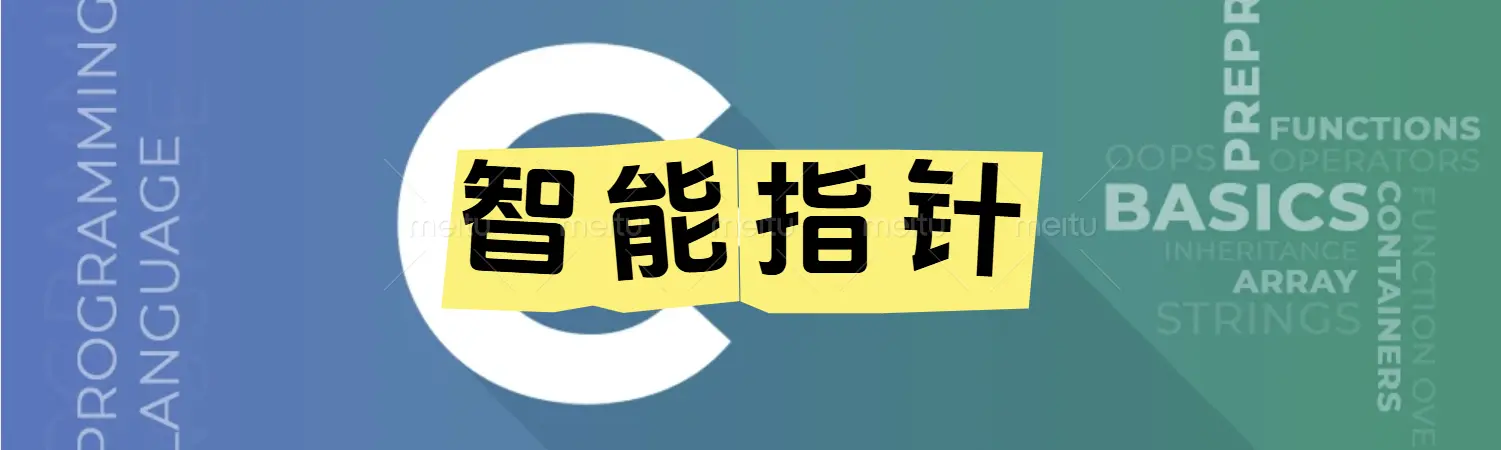 PROGRAMMING
LANGUAGE
C
智能指针
meitu meitu meitu meitu meitu
PREPR
FUNCTIONS
OOPS
OPERATORS
BASICS
CONTAINERS
FUNCTION OVE
INHERITANCE
ARRAY
STRINGS